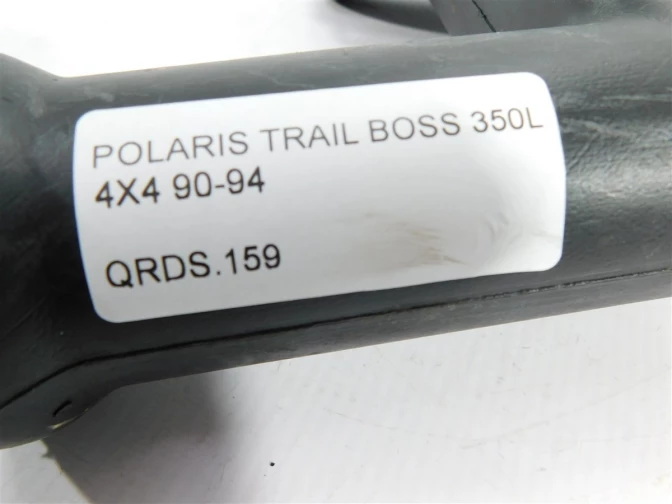 POLARIS TRAIL BOSS 350L
4X4 90-94
QRDS.159